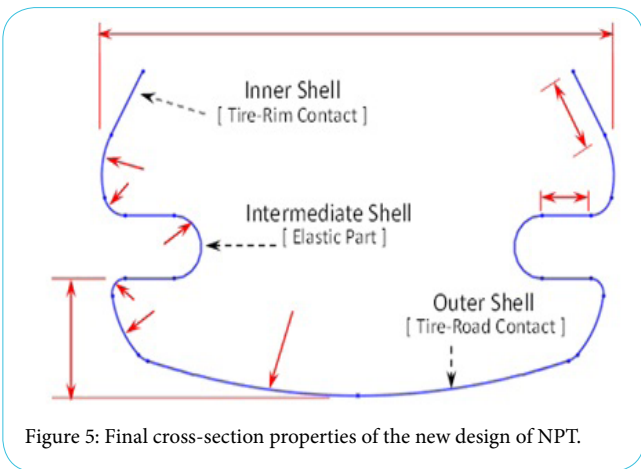 Inner Shell
[ Tire-Rim Contact ]
Intermediate Shell
[ Elastic Part ]
Outer Shell
[ Tire-Road Contact ]
Figure 5: Final cross-section properties of the new design of NPT.